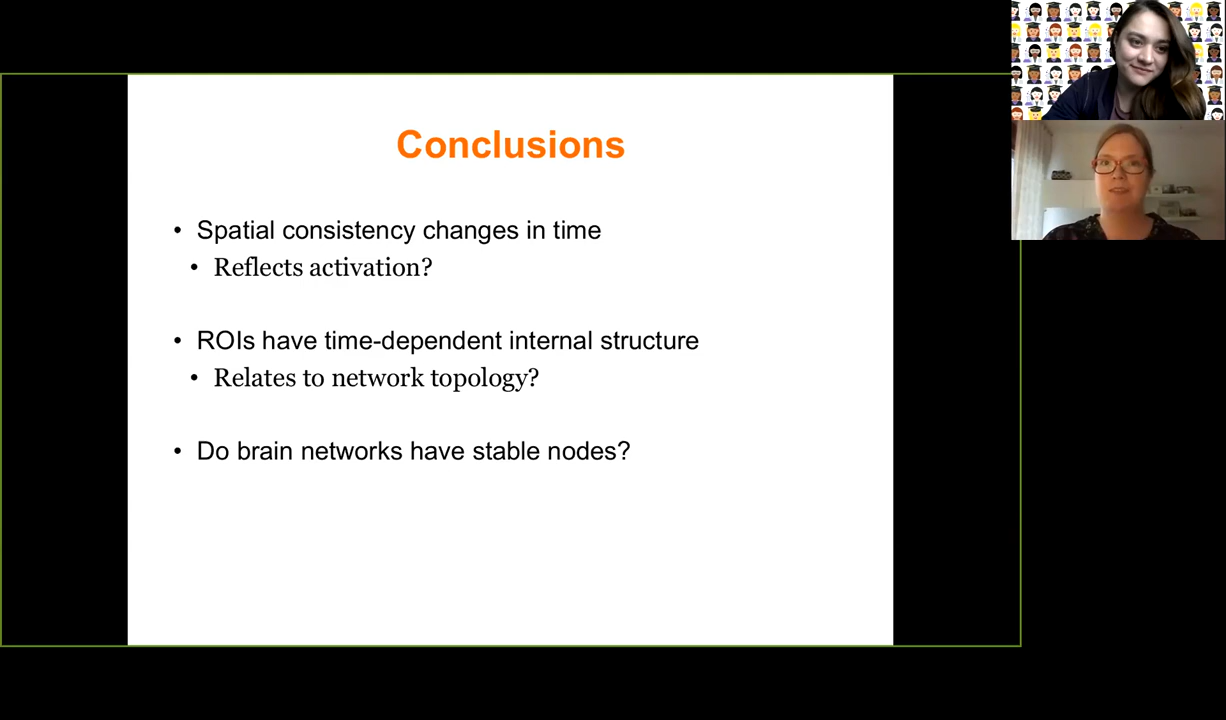 Conclusions
• Spatial consistency changes in time
• Reflects activation?
• ROIs have time-dependent internal structure
• Relates to network topology?
• Do brain networks have stable nodes?